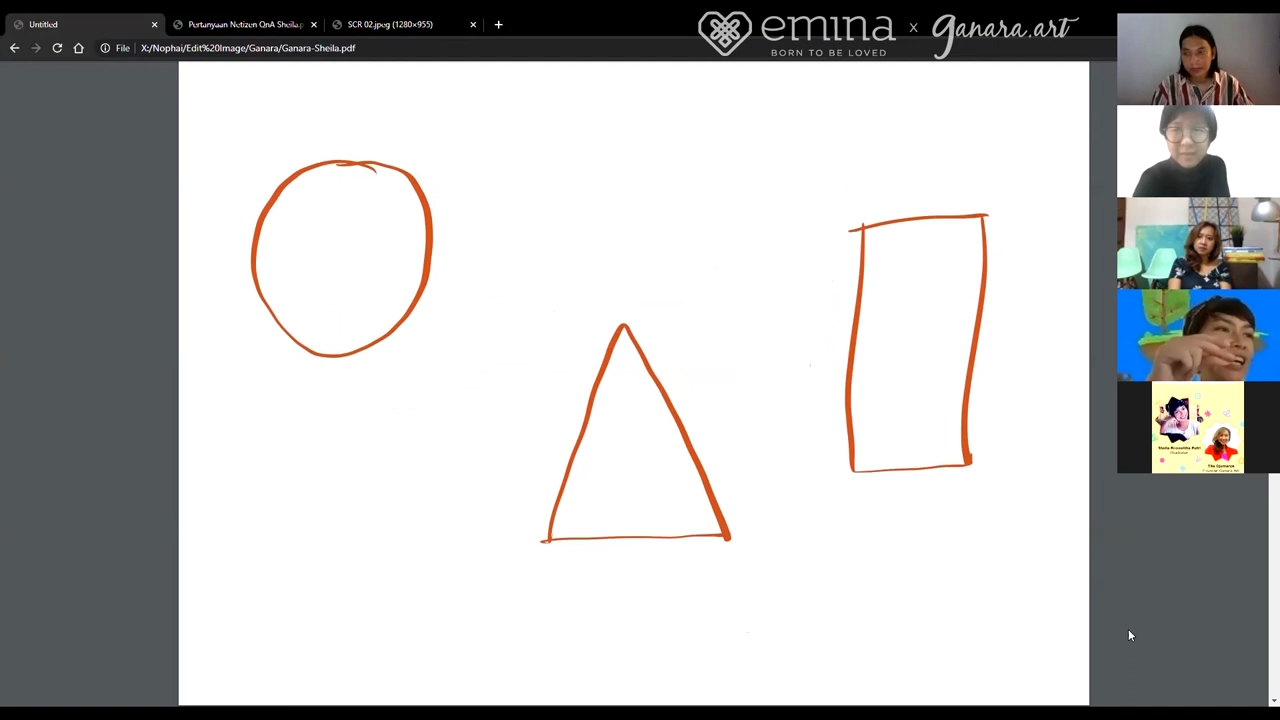 Untitled
Pertanyaan Netizen QnA Sheila.p
SCR 02.jpeg (1280×955)
File
X:/Nophai/Edit%20Image/Ganara/Ganara-Sheila.pdf
emina x ganara.art
BORN TO BE LOVED